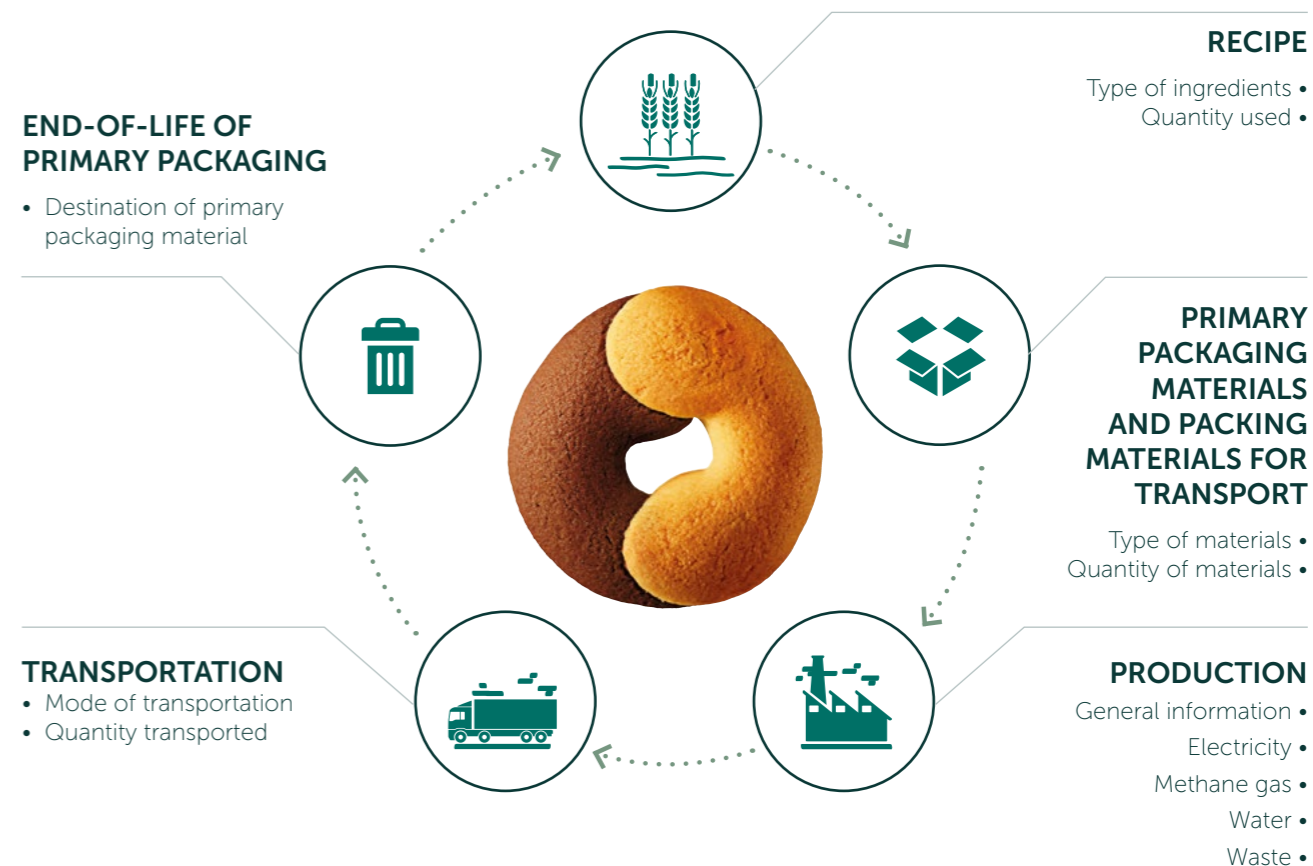 RECIPE
Type of ingredients •
Quantity used •
END-OF-LIFE OF
PRIMARY PACKAGING
• Destination of primary
packaging material
PRIMARY
PACKAGING
MATERIALS
AND PACKING
MATERIALS FOR
TRANSPORT
Type of materials •
Quantity of materials •
PRODUCTION
General information •
Electricity •
Methane gas •
Water •
Waste •
TRANSPORTATION
• Mode of transportation
• Quantity transported